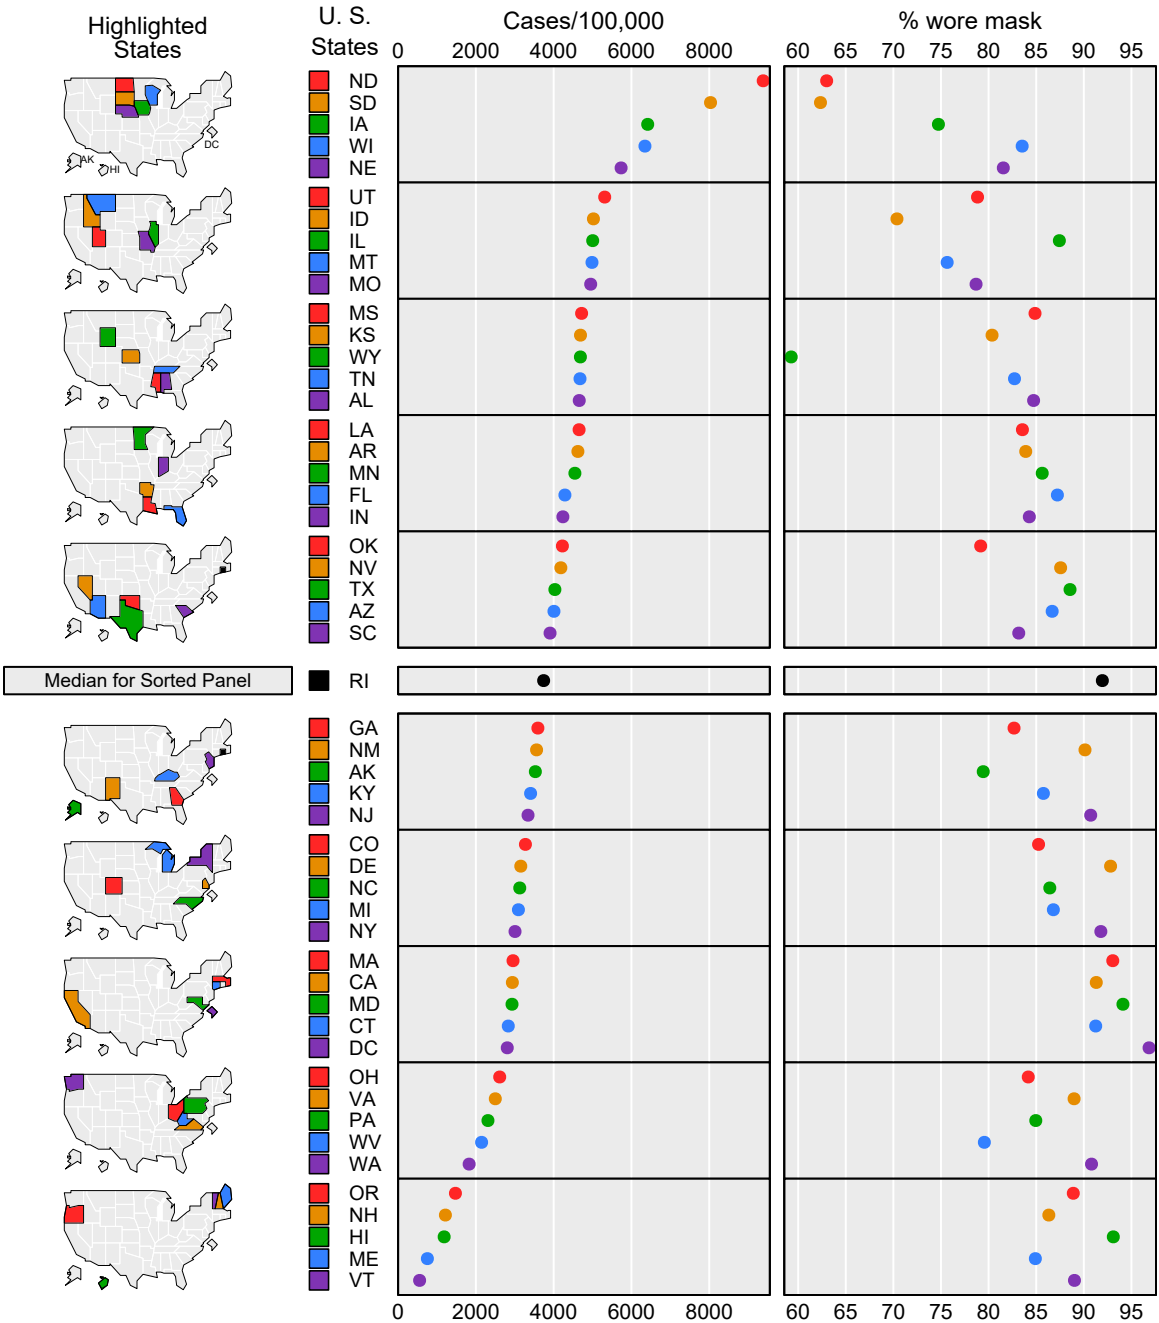 Highlighted
States
U. S.
States
Cases/100,000
% wore mask
0 2000 4000 6000 8000
60 65 70 75 80 85 90 95
AK
HI
DC
ND
SD
IA
WI
NE
UT
ID
IL
MT
MO
MS
KS
WY
TN
AL
LA
AR
MN
FL
IN
OK
NV
TX
AZ
SC
Median for Sorted Panel
RI
GA
NM
AK
KY
NJ
CO
DE
NC
MI
NY
MA
CA
MD
CT
DC
OH
VA
PA
WV
WA
OR
NH
HI
ME
VT
0 2000 4000 6000 8000
60 65 70 75 80 85 90 95